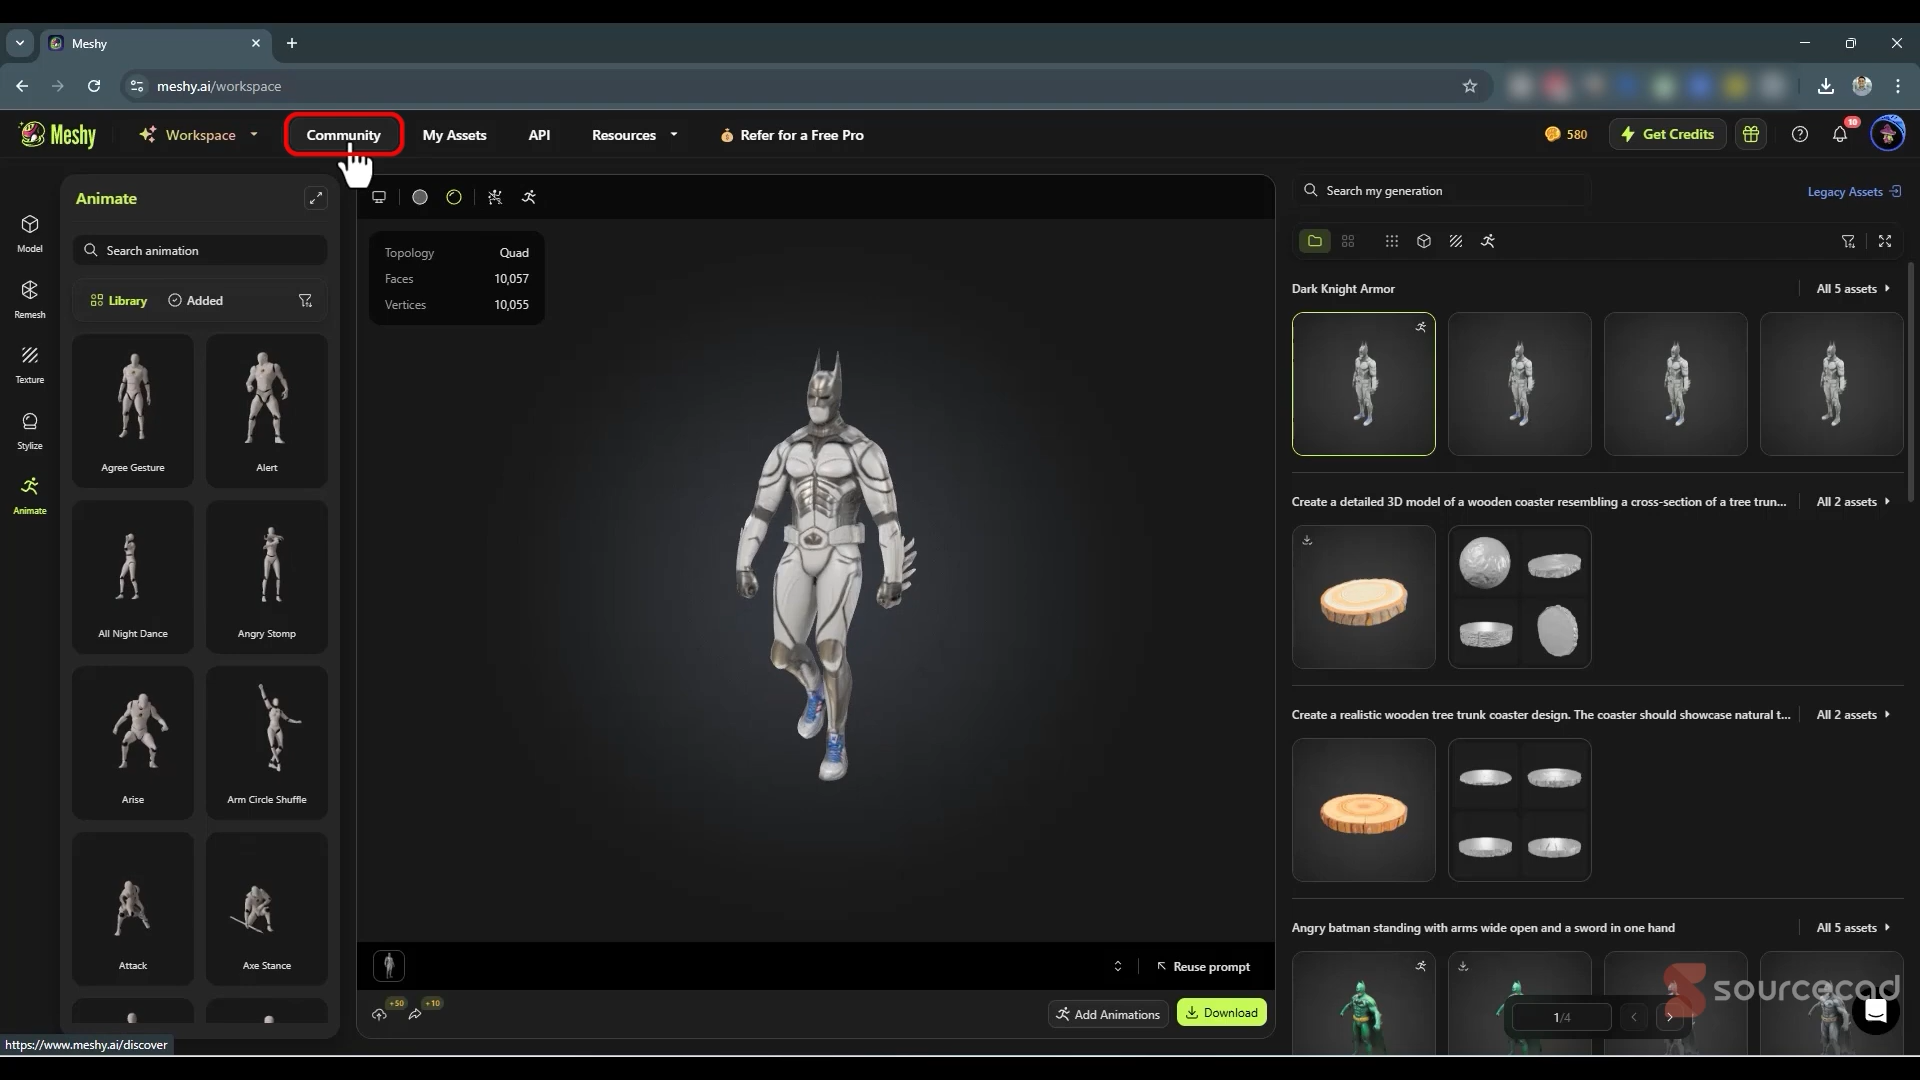 Meshy
meshy.ai/workspace
Meshy
Workspace
Community
My Assets
API
Resources
Refer for a Free Pro
580
Get Credits
10
Model
Remesh
Texture
Stylize
Animate
Animate
Search animation
Library
Added
Agree Gesture
Alert
All Night Dance
Angry Stomp
Arise
Arm Circle Shuffle
Attack
Axe Stance
Topology Quad
Faces 10,057
Vertices 10,055
Reuse prompt
+50
+10
Add Animations
Download
Search my generation
Legacy Assets
Dark Knight Armor
All 5 assets
Create a detailed 3D model of a wooden coaster resembling a cross-section of a tree trun...
All 2 assets
Create a realistic wooden tree trunk coaster design. The coaster should showcase natural t...
All 2 assets
Angry batman standing with arms wide open and a sword in one hand
All 5 assets
sourcecad
1/4
https://www.meshy.ai/discover